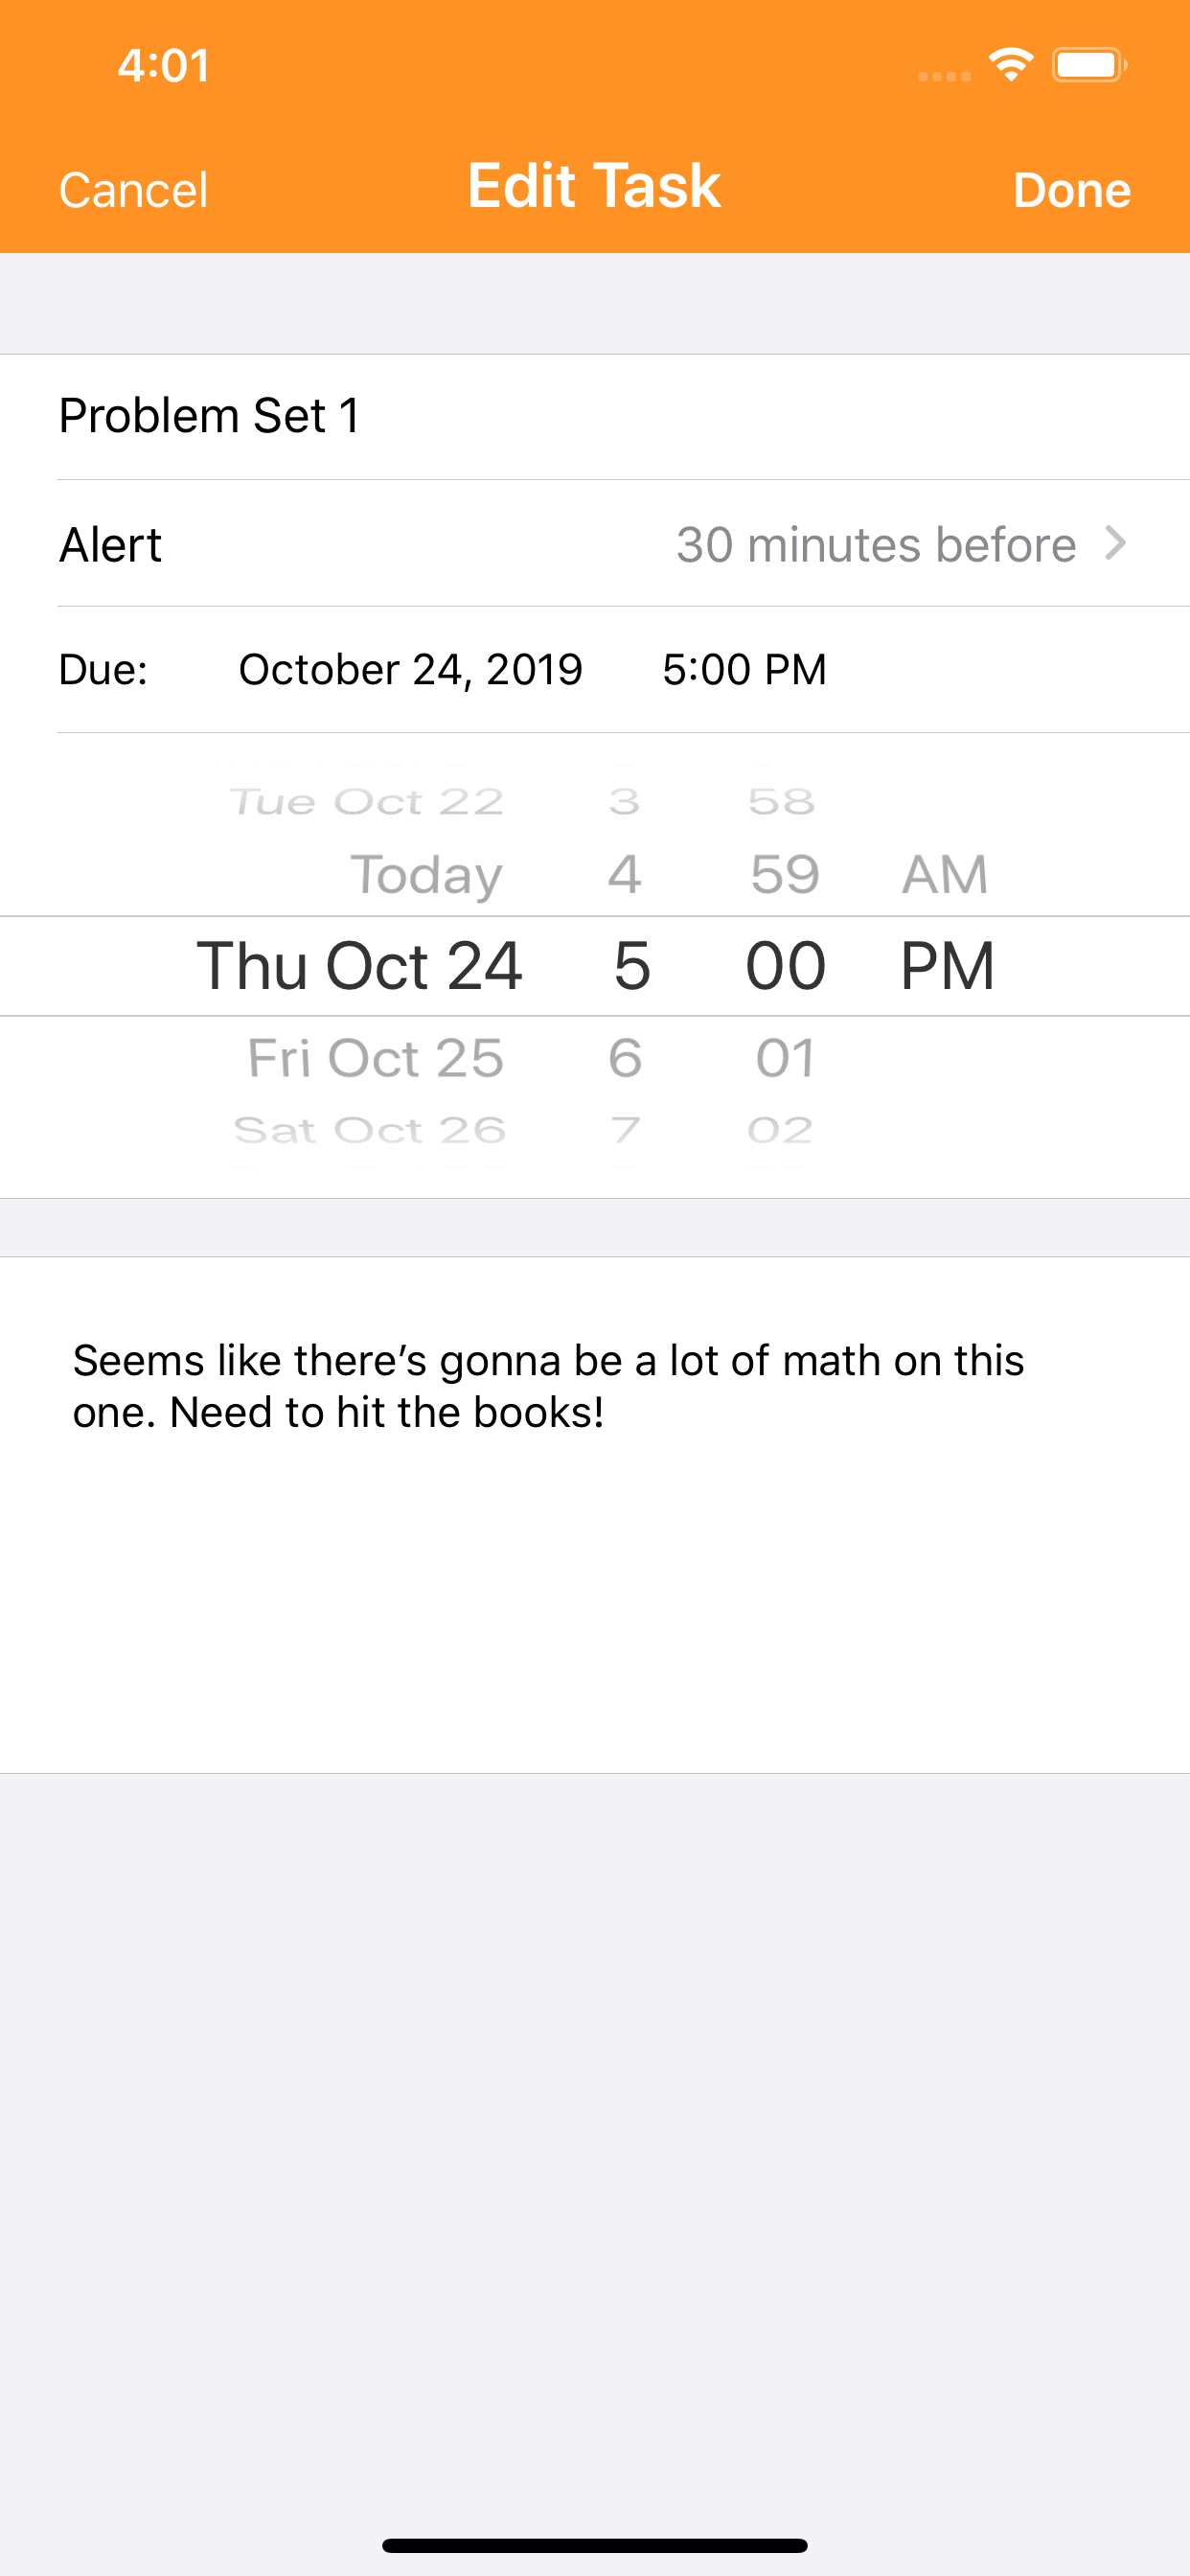 4:01
Cancel Edit Task Done
Problem Set 1
Alert 30 minutes before
Due: October 24, 2019 5:00 PM
Tue Oct 22 3 58
Today 4 59 AM
Thu Oct 24 5 00 PM
Fri Oct 25 6 01
Sat Oct 26 7 02
Seems like there’s gonna be a lot of math on this
one. Need to hit the books!